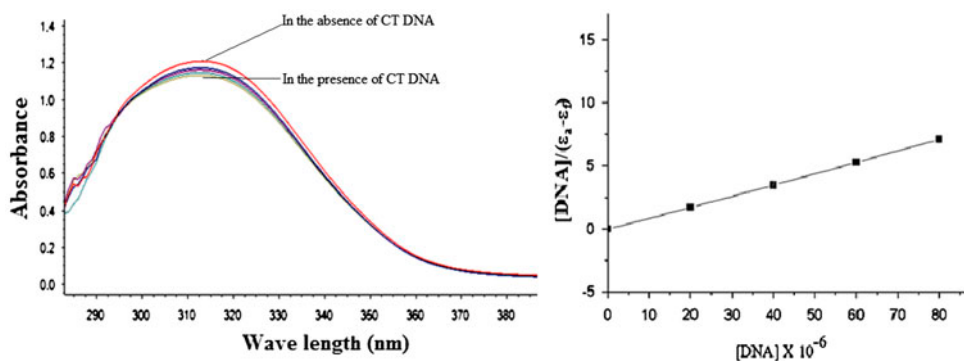 In the absence of CT DNA
In the presence of CT DNA
Absorbance
1.4
1.2
1.0
0.8
0.6
0.4
0.2
0.0
290 300 310 320 330 340 350 360 370 380
Wave length (nm)
[DNA]/(εa-εf)
15
10
5
0
-5
0 10 20 30 40 50 60 70 80 90
[DNA] X 10-6